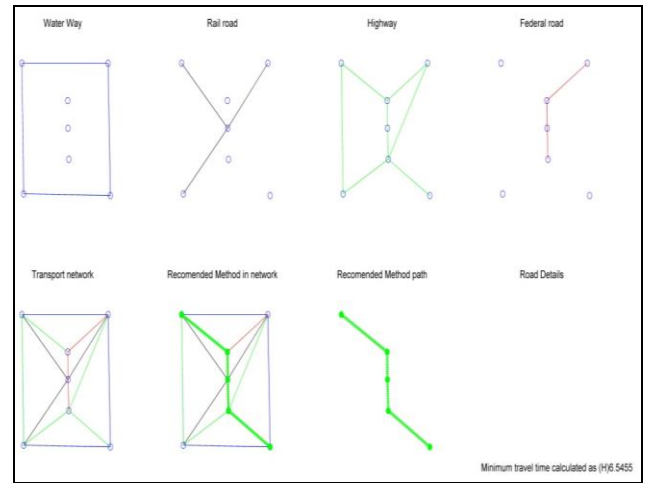 Water Way
Rail road
Highway
Federal road
Transport network
Recomended Method in network
Recomended Method path
Road Details
Minimum travel time calculated as (H)6.5455